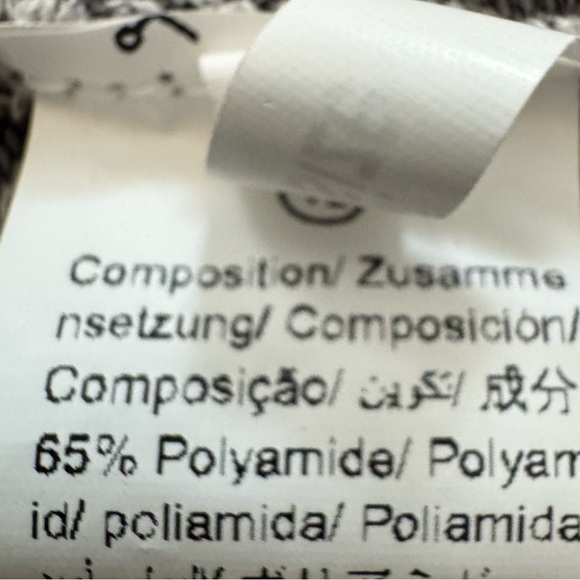 Composition/ Zusamme
nsetzung/ Composición/
Composição/ تكوين/ 成分
65% Polyamide/ Polyam
id/ poliamida/ Poliamida